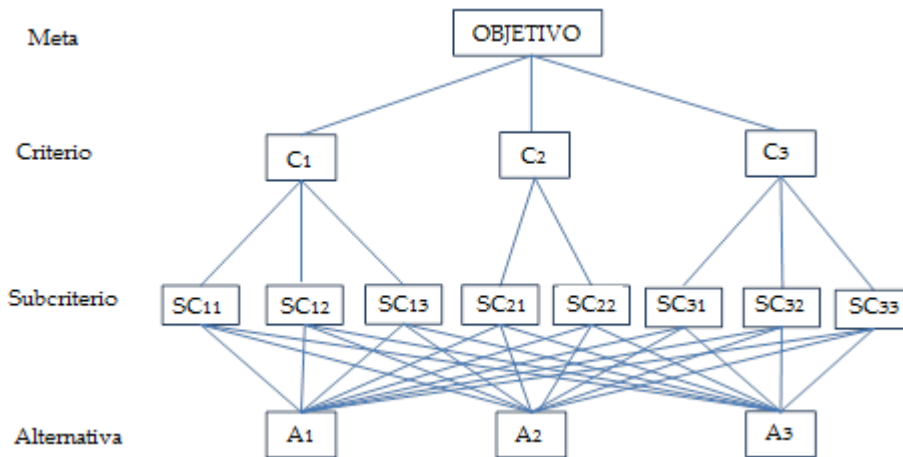 Meta
OBJETIVO
Criterio
C1
C2
C3
Subcriterio
SC11
SC12
SC13
SC21
SC22
SC31
SC32
SC33
Alternativa
A1
A2
A3